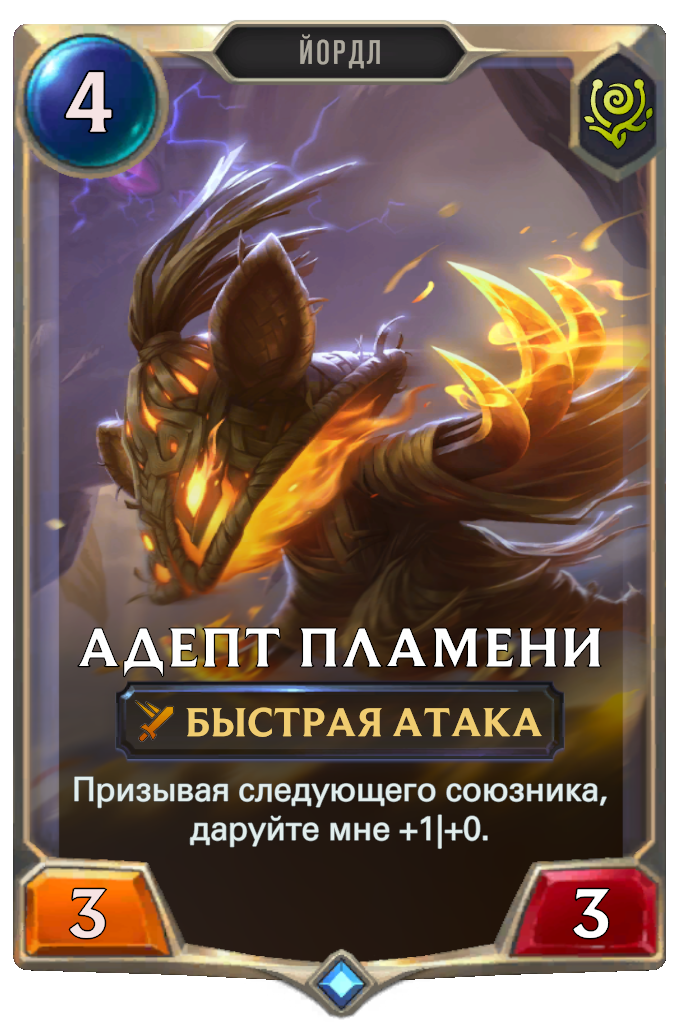 ЙОРДЛ
4
АДЕПТ ПЛАМЕНИ
БЫСТРАЯ АТАКА
Призывая следующего союзника,
даруйте мне +1|+0.
3 3